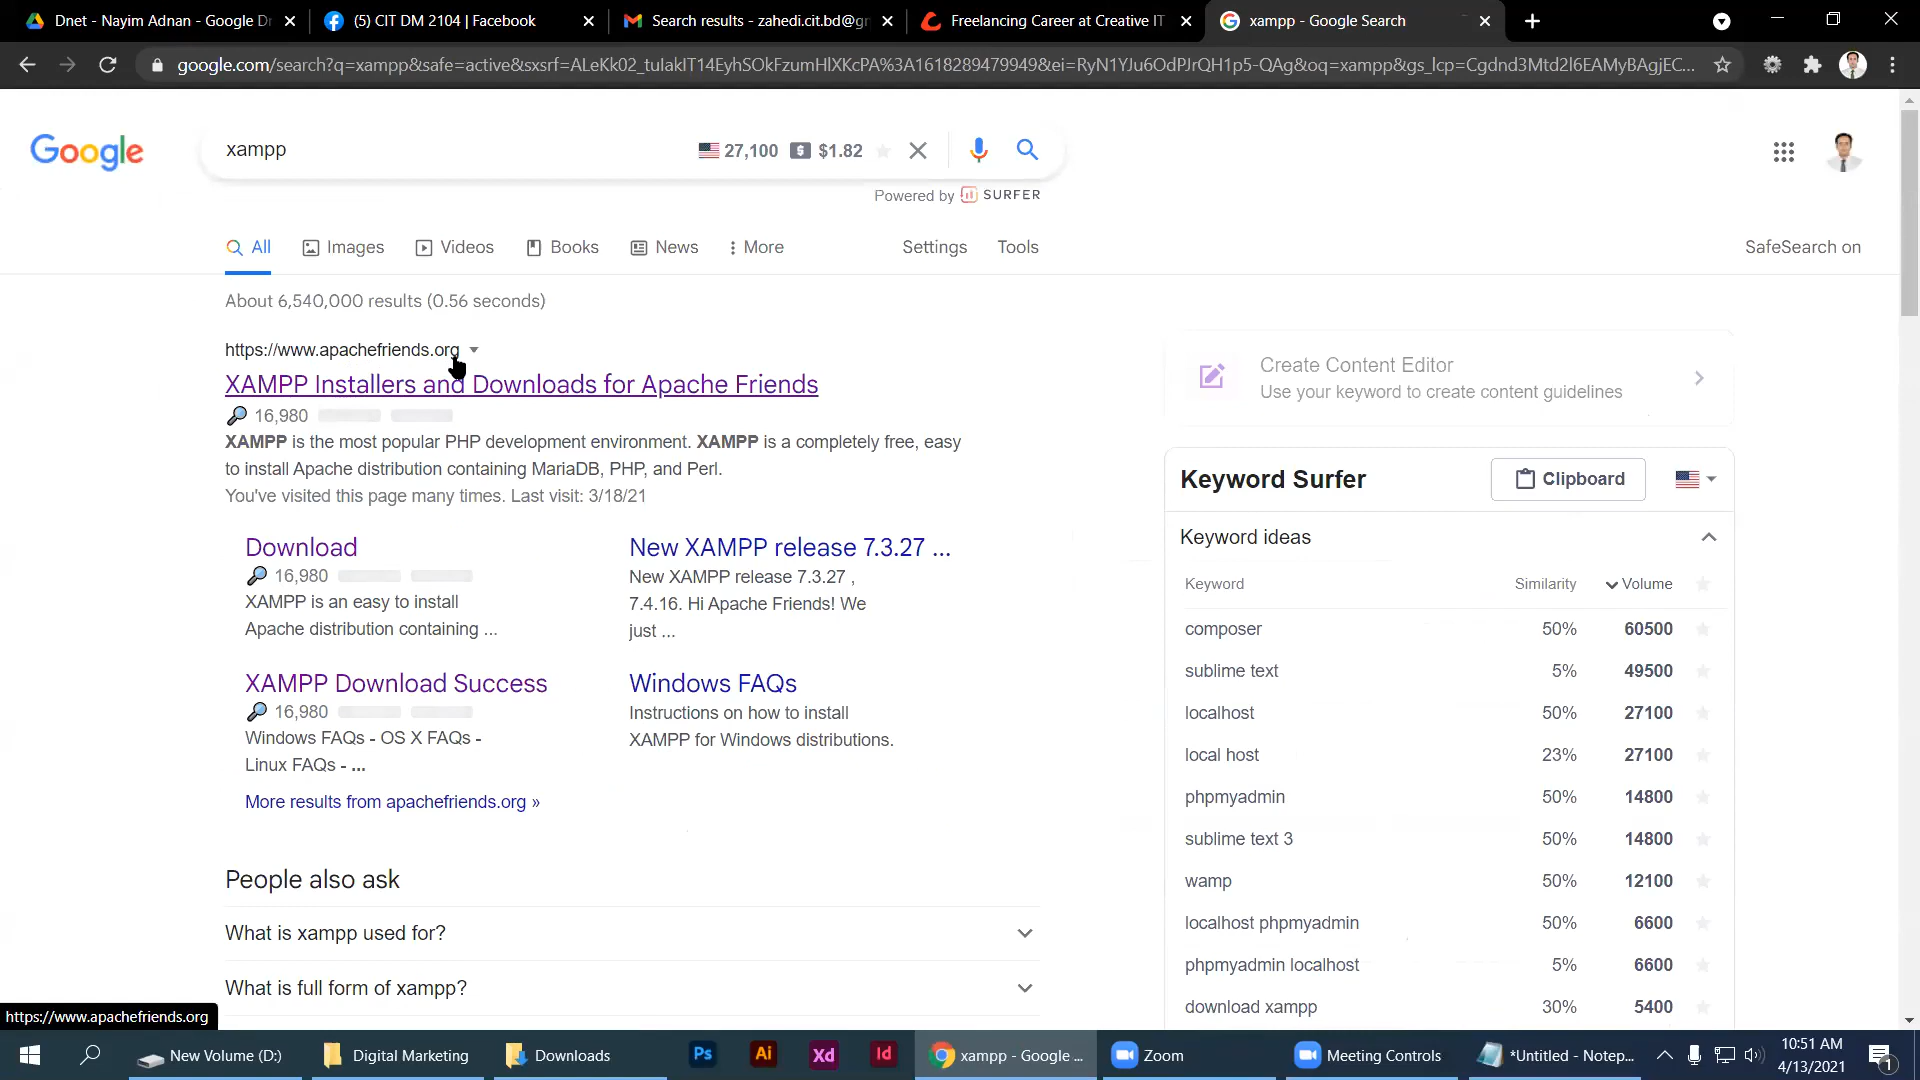 Dnet - Nayim Adnan - Google Dr
(5) CIT DM 2104 | Facebook
Search results - zahedi.cit.bd@gm
Freelancing Career at Creative IT
xampp - Google Search
google.com/search?q=xampp&safe=active&sxsrf=ALeKk02_tuIakIT14EyhSOkFzumHlXKcPA%3A1618289479949&ei=RyN1YJu6OdPJrQH1p5-QAg&oq=xampp&gs_lcp=Cgdnd3Mtd2l6EAMyBAgjEC...
Google
xampp
27,100 $ $1.82
Powered by SURFER
All Images Videos Books News More Settings Tools
SafeSearch on
About 6,540,000 results (0.56 seconds)
https://www.apachefriends.org
XAMPP Installers and Downloads for Apache Friends
16,980
XAMPP is the most popular PHP development environment. XAMPP is a completely free, easy
to install Apache distribution containing MariaDB, PHP, and Perl.
You've visited this page many times. Last visit: 3/18/21
Download
16,980
XAMPP is an easy to install
Apache distribution containing ...
New XAMPP release 7.3.27 ...
New XAMPP release 7.3.27 ,
7.4.16. Hi Apache Friends! We
just ...
XAMPP Download Success
16,980
Windows FAQs - OS X FAQs -
Linux FAQs - ...
Windows FAQs
Instructions on how to install
XAMPP for Windows distributions.
More results from apachefriends.org »
People also ask
What is xampp used for?
What is full form of xampp?
Create Content Editor
Use your keyword to create content guidelines
Keyword Surfer
Clipboard
Keyword ideas
Keyword Similarity Volume
composer 50% 60500
sublime text 5% 49500
localhost 50% 27100
local host 23% 27100
phpmyadmin 50% 14800
sublime text 3 50% 14800
wamp 50% 12100
localhost phpmyadmin 50% 6600
phpmyadmin localhost 5% 6600
download xampp 30% 5400
https://www.apachefriends.org
New Volume (D:)
Digital Marketing
Downloads
Ps
Ai
Xd
Id
xampp - Google ...
Zoom
Meeting Controls
*Untitled - Notep...
10:51 AM
4/13/2021
1